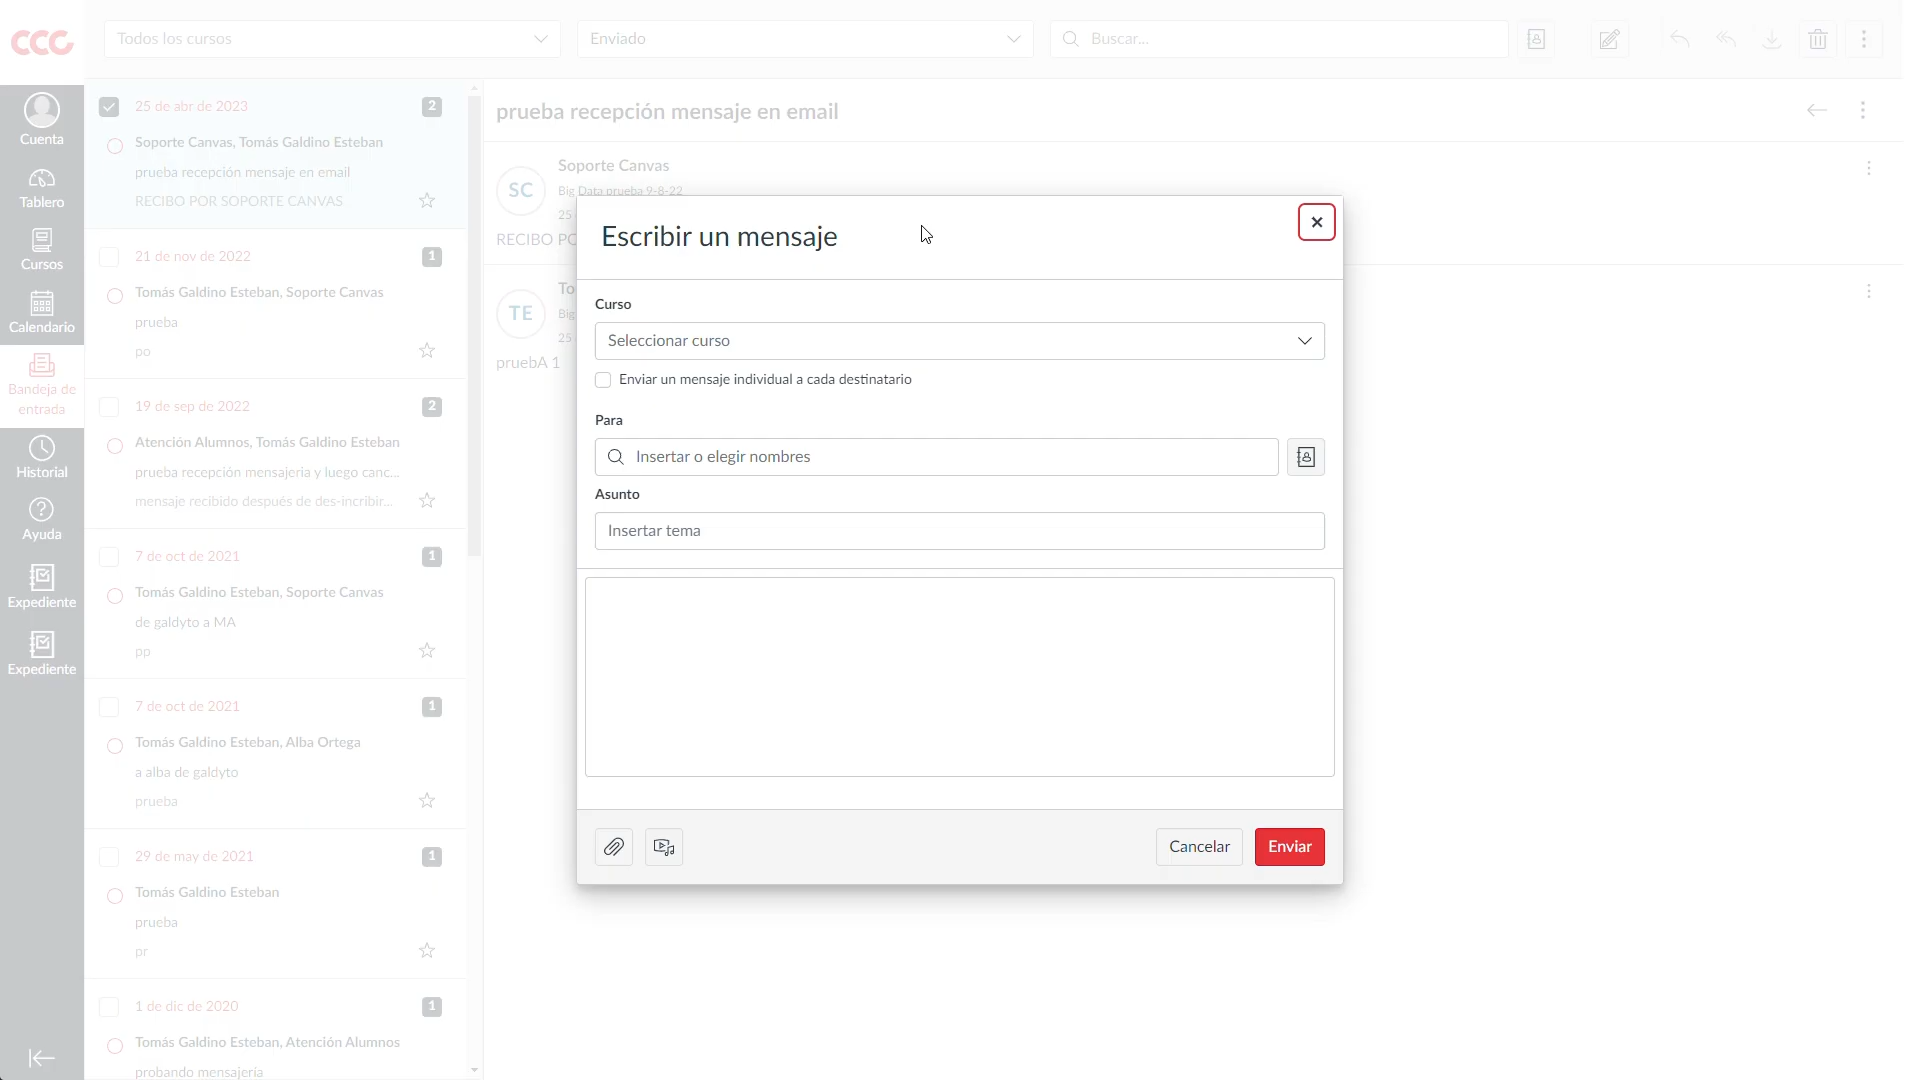 CCC
Todos los cursos
Enviado
Buscar...
Cuenta
Tablero
Cursos
Calendario
Bandeja de
entrada
Historial
Ayuda
Expediente
Expediente
25 de abr de 2023
2
Soporte Canvas, Tomás Galdino Esteban
prueba recepción mensaje en email
RECIBO POR SOPORTE CANVAS
21 de nov de 2022
1
Tomás Galdino Esteban, Soporte Canvas
prueba
po
19 de sep de 2022
2
Atención Alumnos, Tomás Galdino Esteban
prueba recepción mensajeria y luego canc...
mensaje recibido después de des-incribir...
7 de oct de 2021
1
Tomás Galdino Esteban, Soporte Canvas
de galdyto a MA
pp
7 de oct de 2021
1
Tomás Galdino Esteban, Alba Ortega
a alba de galdyto
prueba
29 de may de 2021
1
Tomás Galdino Esteban
prueba
pr
1 de dic de 2020
1
Tomás Galdino Esteban, Atención Alumnos
probando mensajería
prueba recepción mensaje en email
SC
Soporte Canvas
Big Data prueba 9-8-22
25
RECIBO PO
TE
To
Big
25
pruebA 1
Escribir un mensaje
Curso
Seleccionar curso
Enviar un mensaje individual a cada destinatario
Para
Insertar o elegir nombres
Asunto
Insertar tema
Cancelar
Enviar